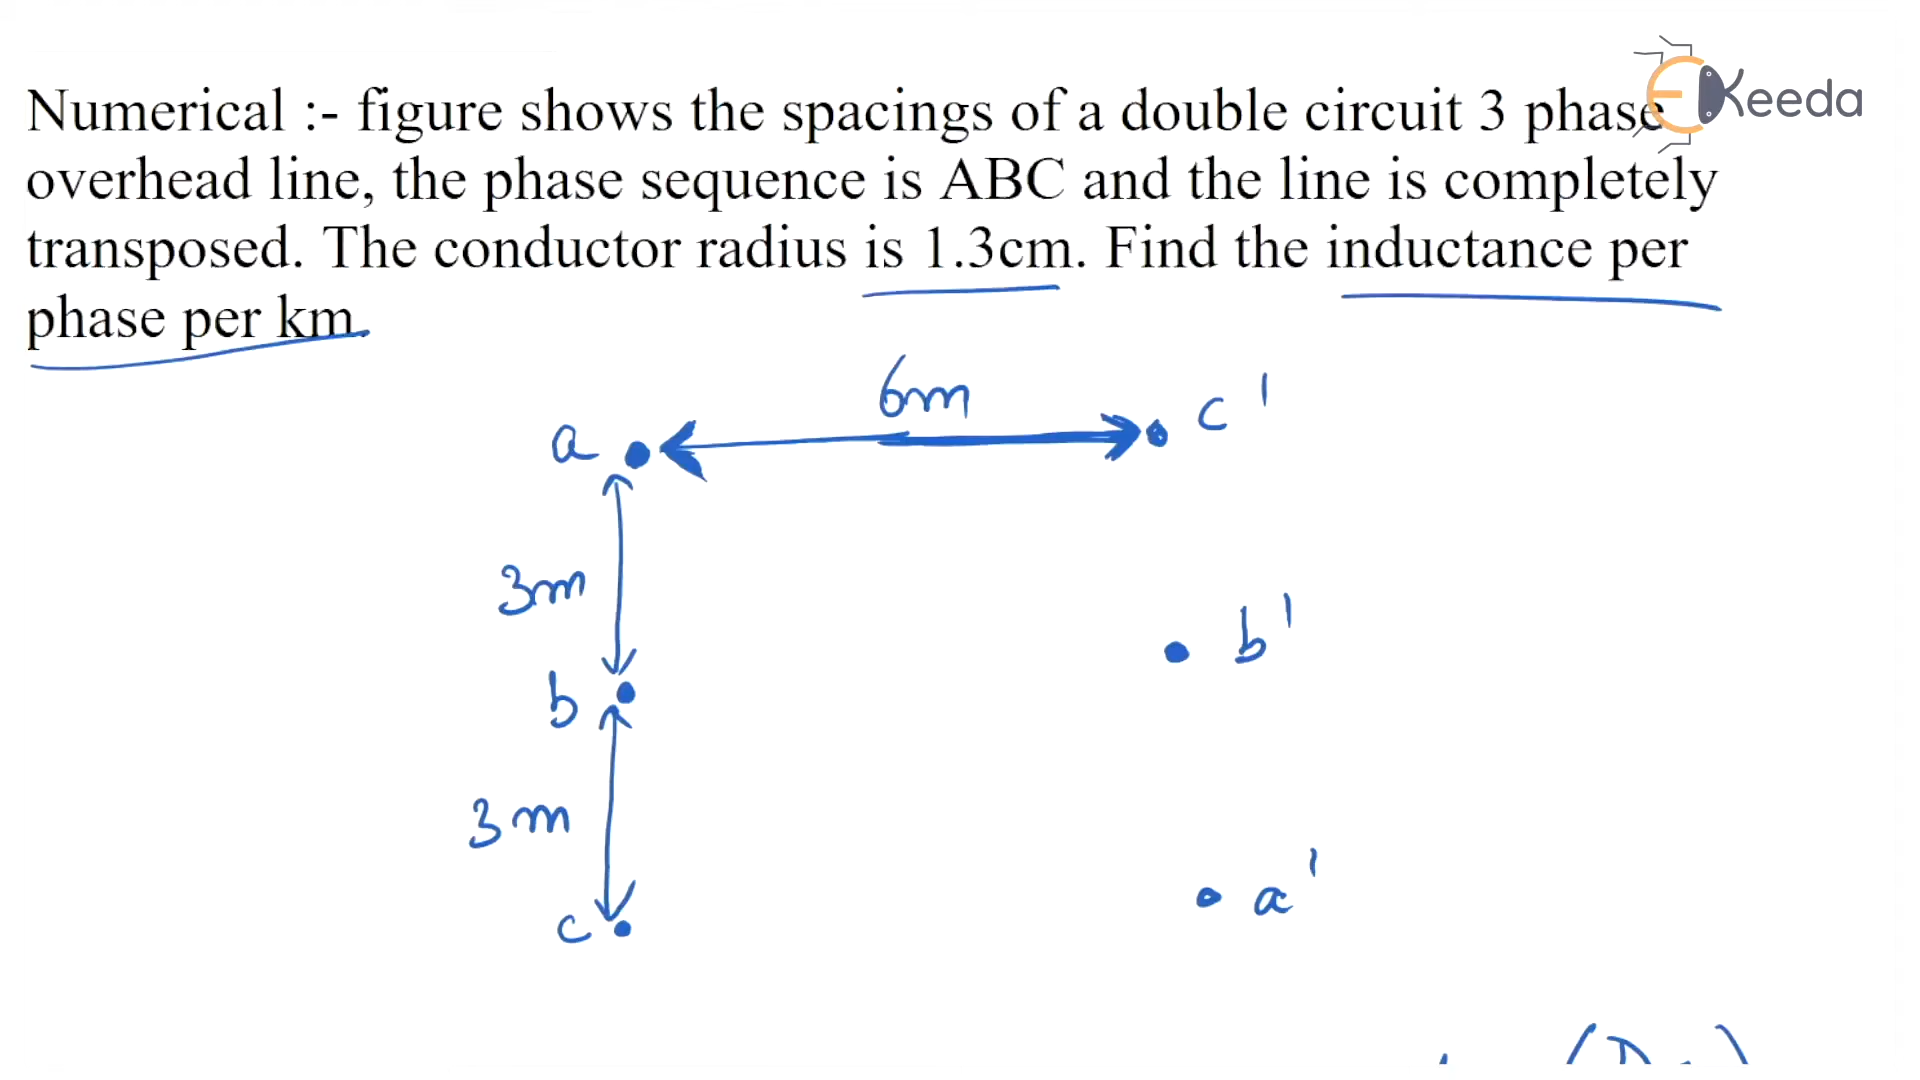 Keeda
Numerical :- figure shows the spacings of a double circuit 3 phase
overhead line, the phase sequence is ABC and the line is completely
transposed. The conductor radius is 1.3cm. Find the inductance per
phase per km.
6m
a
c'
3m
b'
b
3m
a'
c